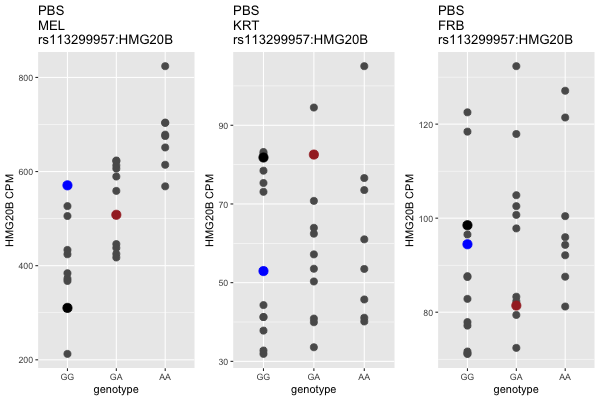 PBS
MEL
rs113299957:HMG20B
HMG20B CPM
800
600
400
200
GG GA AA
genotype
PBS
KRT
rs113299957:HMG20B
HMG20B CPM
90
70
50
30
GG GA AA
genotype
PBS
FRB
rs113299957:HMG20B
HMG20B CPM
120
100
80
GG GA AA
genotype